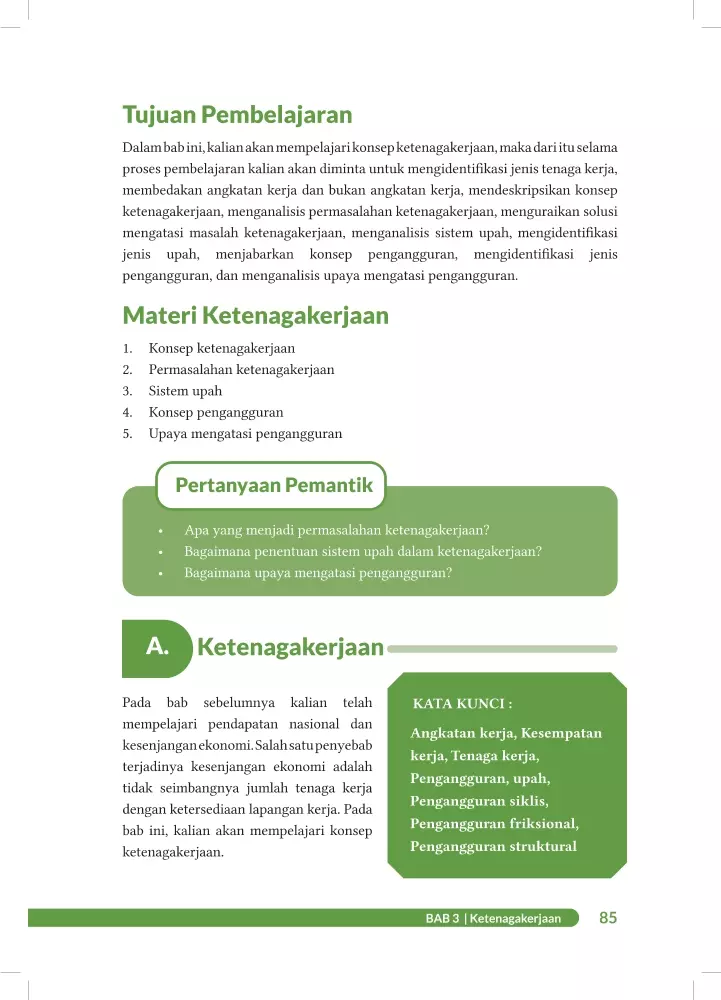 Tujuan Pembelajaran
Dalam bab ini, kalian akan mempelajari konsep ketenagakerjaan, maka dari itu selama
proses pembelajaran kalian akan diminta untuk mengidentifikasi jenis tenaga kerja,
membedakan angkatan kerja dan bukan angkatan kerja, mendeskripsikan konsep
ketenagakerjaan, menganalisis permasalahan ketenagakerjaan, menguraikan solusi
mengatasi masalah ketenagakerjaan, menganalisis sistem upah, mengidentifikasi
jenis upah, menjabarkan konsep pengangguran, mengidentifikasi jenis
pengangguran, dan menganalisis upaya mengatasi pengangguran.
Materi Ketenagakerjaan
1. Konsep ketenagakerjaan
2. Permasalahan ketenagakerjaan
3. Sistem upah
4. Konsep pengangguran
5. Upaya mengatasi pengangguran
Pertanyaan Pemantik
• Apa yang menjadi permasalahan ketenagakerjaan?
• Bagaimana penentuan sistem upah dalam ketenagakerjaan?
• Bagaimana upaya mengatasi pengangguran?
A. Ketenagakerjaan
Pada bab sebelumnya kalian telah
mempelajari pendapatan nasional dan
kesenjangan ekonomi. Salah satu penyebab
terjadinya kesenjangan ekonomi adalah
tidak seimbangnya jumlah tenaga kerja
dengan ketersediaan lapangan kerja. Pada
bab ini, kalian akan mempelajari konsep
ketenagakerjaan.
KATA KUNCI :
Angkatan kerja, Kesempatan
kerja, Tenaga kerja,
Pengangguran, upah,
Pengangguran siklis,
Pengangguran friksional,
Pengangguran struktural
BAB 3 | Ketenagakerjaan 85